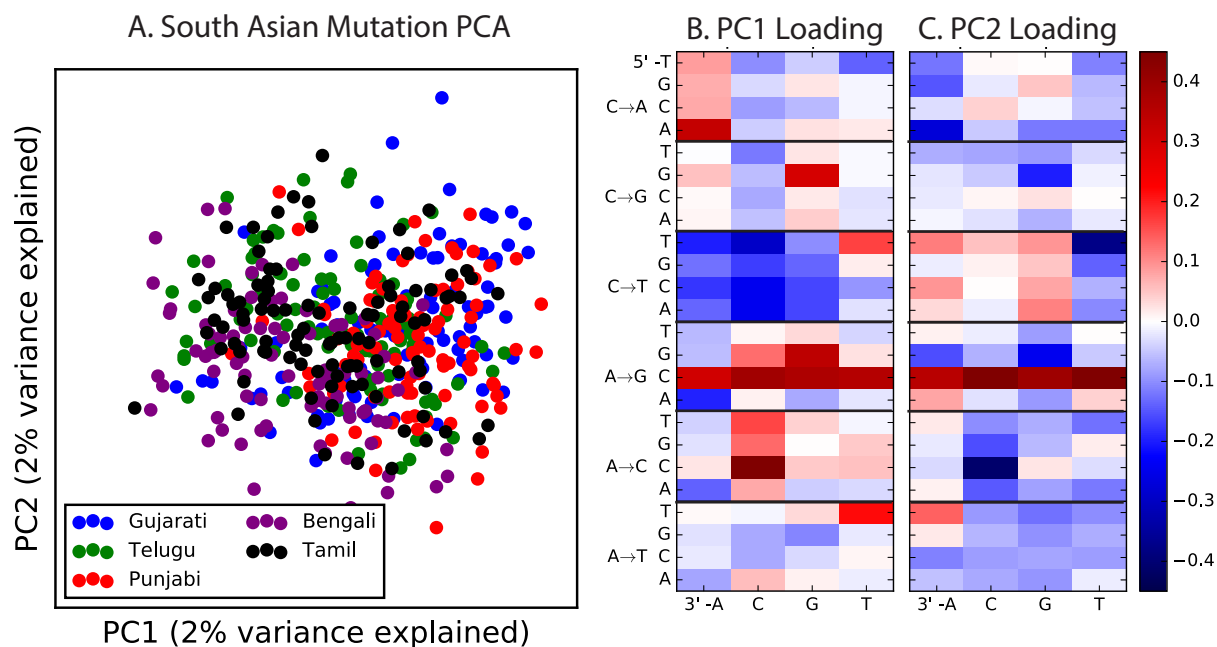 A. South Asian Mutation PCA
PC2 (2% variance explained)
Gujarati
Telugu
Punjabi
Bengali
Tamil
PC1 (2% variance explained)
B. PC1 Loading
C. PC2 Loading
5' -T
G
C→A C
A
T
G
C→G C
A
T
G
C→T C
A
T
G
A→G C
A
T
G
A→C C
A
T
G
A→T C
A
3' -A C G T
3' -A C G T
0.4
0.3
0.2
0.1
0.0
−0.1
−0.2
−0.3
−0.4